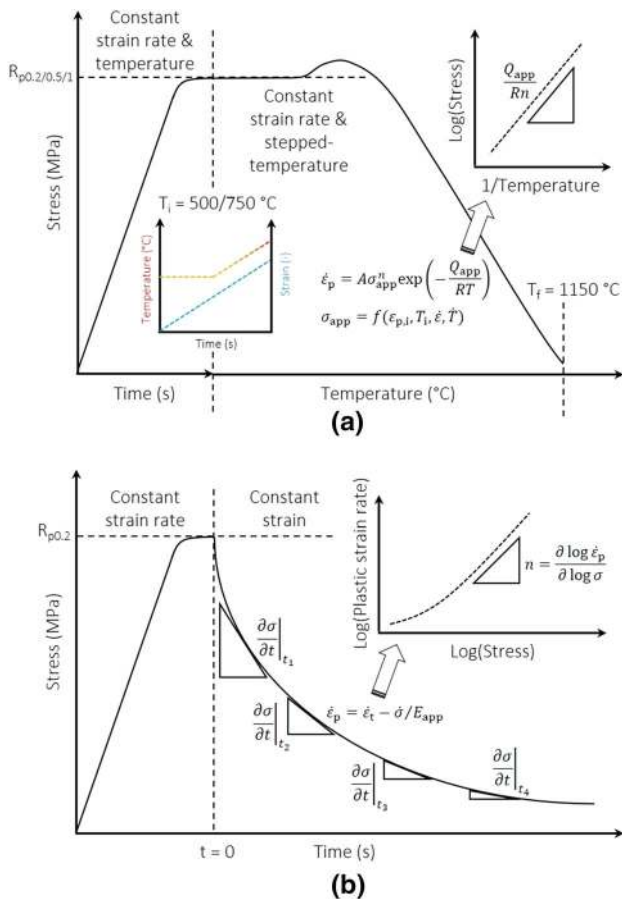 Constant
strain rate &
temperature
R_p0.2/0.5/1
Constant
strain rate &
stepped-
temperature
Stress (MPa)
T_i = 500/750 °C
Temperature (°C)
Strain (-)
Time (s)
Log(Stress)
Q_app
Rn
1/Temperature
ε̇_p = Aσ_app^n exp(−Q_app/RT)
σ_app = f(ε_p,i, T_i, ε̇, Ṫ)
T_f = 1150 °C
Time (s)
Temperature (°C)
(a)
Constant
strain rate
Constant
strain
R_p0.2
Stress (MPa)
Log(Plastic strain rate)
n = ∂ log ε̇_p / ∂ log σ
Log(Stress)
∂σ/∂t|_t₁
∂σ/∂t|_t₂
ε̇_p = ε̇_t − σ̇/E_app
∂σ/∂t|_t₃
∂σ/∂t|_t₄
t = 0
Time (s)
(b)